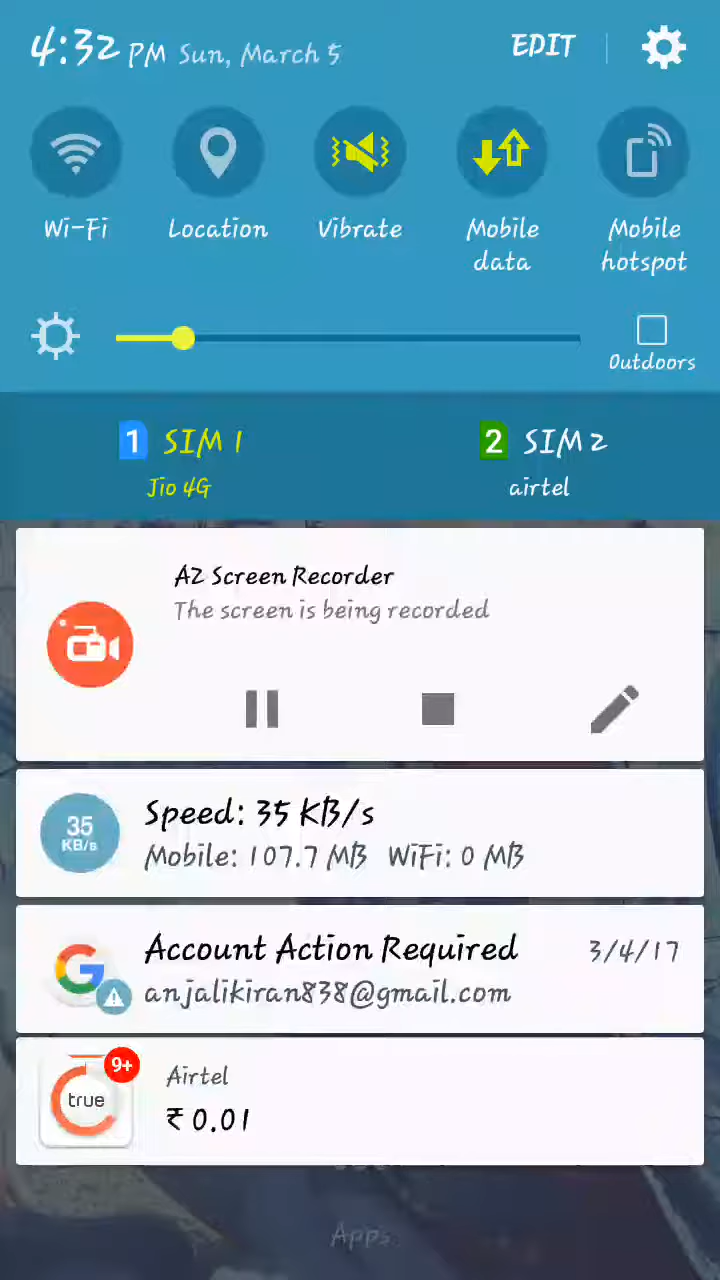 4:32 PM Sun, March 5 EDIT
Wi-Fi Location Vibrate Mobile data Mobile hotspot
Outdoors
1 SIM 1 2 SIM 2
Jio 4G airtel
AZ Screen Recorder
The screen is being recorded
35 KB/s
Speed: 35 KB/s
Mobile: 107.7 MB WiFi: 0 MB
Account Action Required 3/4/17
anjalikiran838@gmail.com
9+
true
Airtel
₹ 0.01
Apps